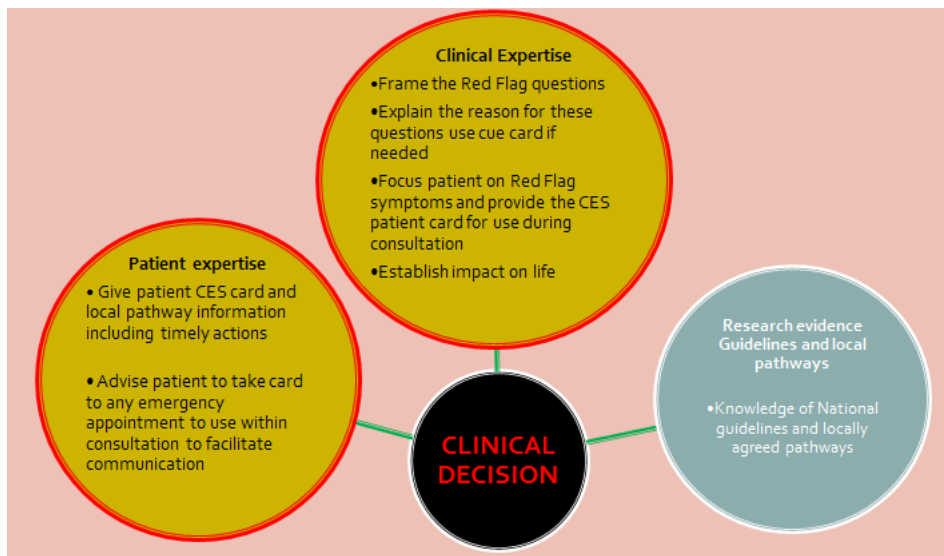 Clinical Expertise
•Frame the Red Flag questions
•Explain the reason for these
questions use cue card if
needed
•Focus patient on Red Flag
symptoms and provide the CES
patient card for use during
consultation
•Establish impact on life
Patient expertise
• Give patient CES card and
local pathway information
including timely actions
• Advise patient to take card
to any emergency
appointment to use within
consultation to facilitate
communication
Research evidence
Guidelines and local
pathways
•Knowledge of National
guidelines and locally
agreed pathways
CLINICAL
DECISION